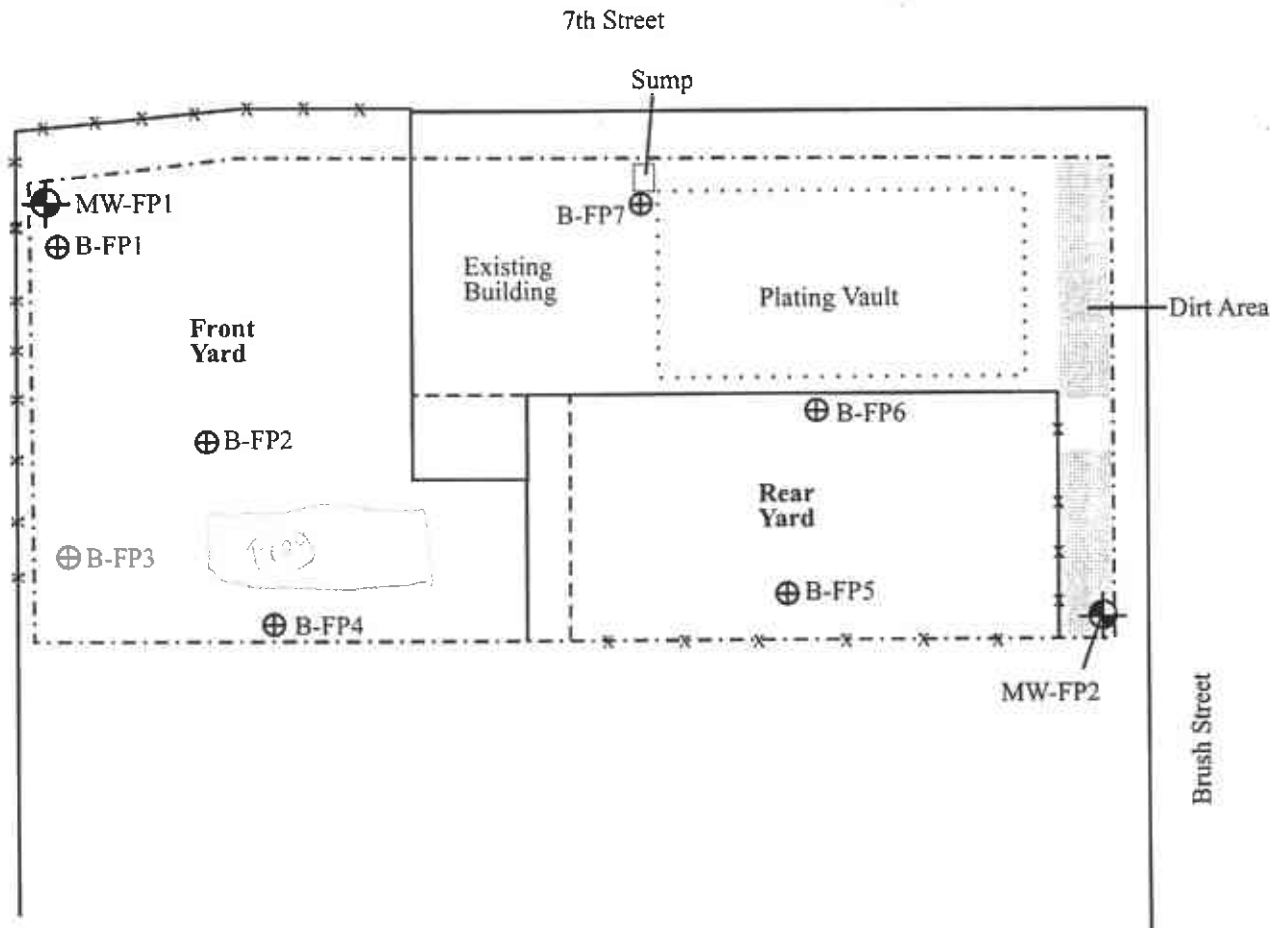 7th Street
Sump
MW-FP1
B-FP7
B-FP1
Existing
Building
Plating Vault
Dirt Area
Front
Yard
B-FP6
B-FP2
Rear
Yard
B-FP3
B-FP5
B-FP4
MW-FP2
Brush Street